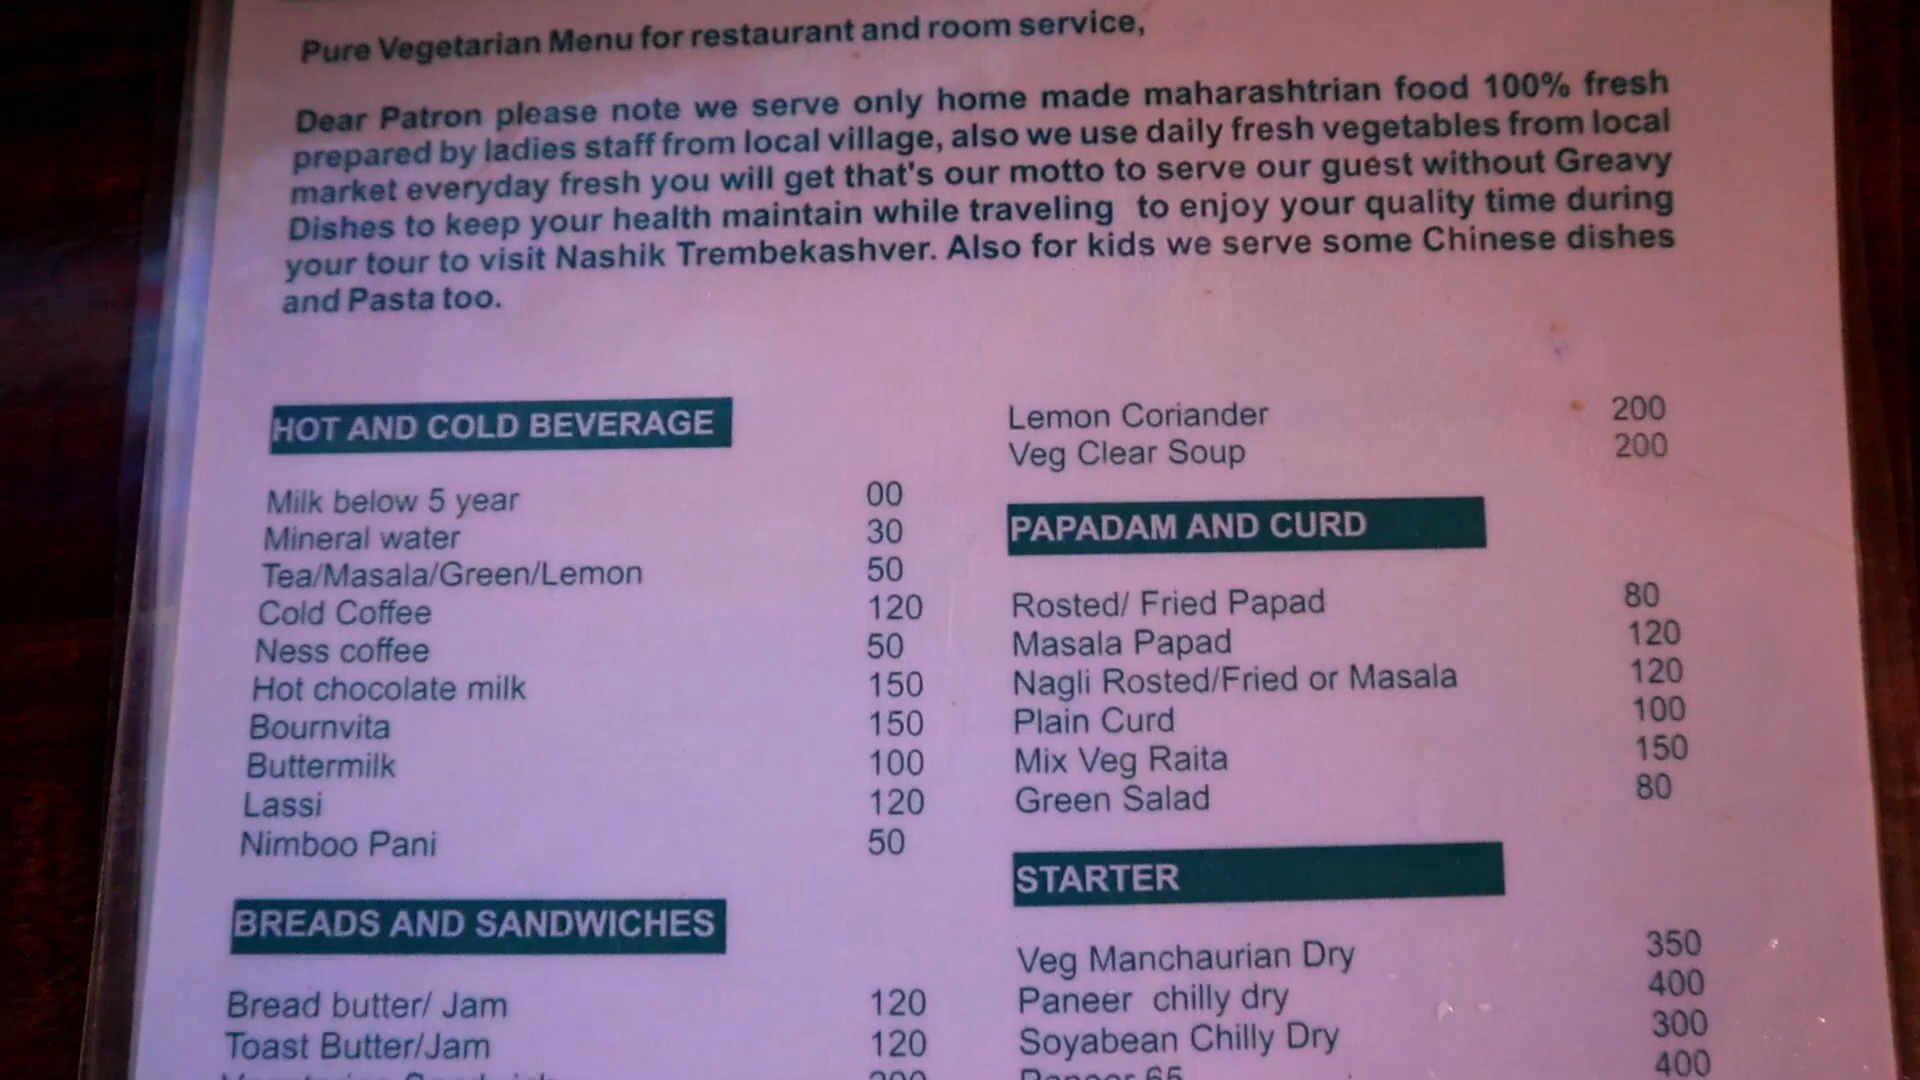 Pure Vegetarian Menu for restaurant and room service,
Dear Patron please note we serve only home made maharashtrian food 100% fresh
prepared by ladies staff from local village, also we use daily fresh vegetables from local
market everyday fresh you will get that's our motto to serve our guest without Greavy
Dishes to keep your health maintain while traveling to enjoy your quality time during
your tour to visit Nashik Trembekashver. Also for kids we serve some Chinese dishes
and Pasta too.
HOT AND COLD BEVERAGE
Milk below 5 year 00
Mineral water 30
Tea/Masala/Green/Lemon 50
Cold Coffee 120
Ness coffee 50
Hot chocolate milk 150
Bournvita 150
Buttermilk 100
Lassi 120
Nimboo Pani 50
BREADS AND SANDWICHES
Bread butter/ Jam 120
Toast Butter/Jam 120
Lemon Coriander 200
Veg Clear Soup 200
PAPADAM AND CURD
Rosted/ Fried Papad 80
Masala Papad 120
Nagli Rosted/Fried or Masala 120
Plain Curd 100
Mix Veg Raita 150
Green Salad 80
STARTER
Veg Manchaurian Dry 350
Paneer chilly dry 400
Soyabean Chilly Dry 300
Paneer 65 400